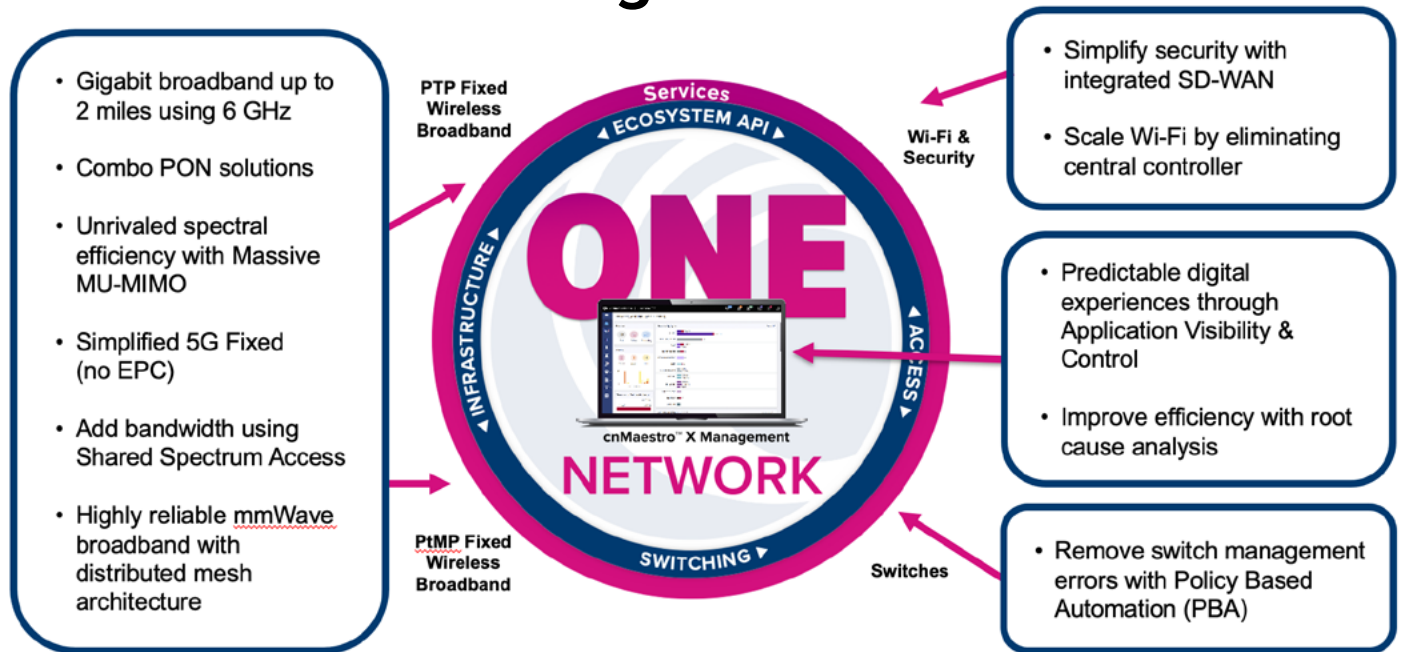 • Gigabit broadband up to
2 miles using 6 GHz
• Combo PON solutions
• Unrivaled spectral
efficiency with Massive
MU-MIMO
• Simplified 5G Fixed
(no EPC)
• Add bandwidth using
Shared Spectrum Access
• Highly reliable mmWave
broadband with
distributed mesh
architecture
PTP Fixed
Wireless
Broadband
PtMP Fixed
Wireless
Broadband
Services
◀ ECOSYSTEM API ▶
◀ INFRASTRUCTURE ▶
◀ ACCESS ▶
SWITCHING ▶
ONE
cnMaestro™ X Management
NETWORK
Wi-Fi &
Security
Switches
• Simplify security with
integrated SD-WAN
• Scale Wi-Fi by eliminating
central controller
• Predictable digital
experiences through
Application Visibility &
Control
• Improve efficiency with root
cause analysis
• Remove switch management
errors with Policy Based
Automation (PBA)